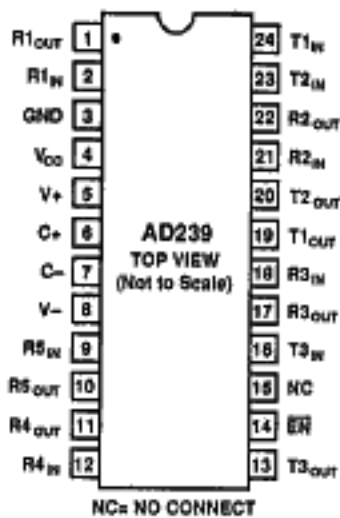 R1OUT 1 24 T1IN
R1IN 2 23 T2IN
GND 3 22 R2OUT
VCC 4 21 R2IN
V+ 5 20 T2OUT
C+ 6 19 T1OUT
C– 7 18 R3IN
V– 8 17 R3OUT
R5IN 9 16 T3IN
R5OUT 10 15 NC
R4OUT 11 14 EN
R4IN 12 13 T3OUT
AD239
TOP VIEW
(Not to Scale)
NC= NO CONNECT